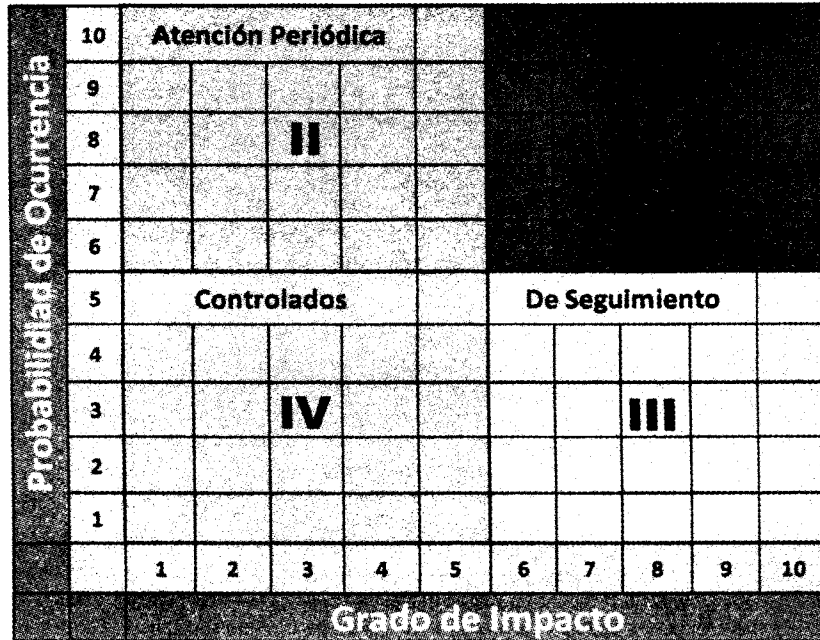 Probabilidiad de Ocurrencia
10 Atención Periódica
9
8 II
7
6
5 Controlados De Seguimiento
4
3 IV III
2
1
1 2 3 4 5 6 7 8 9 10
Grado de Impacto